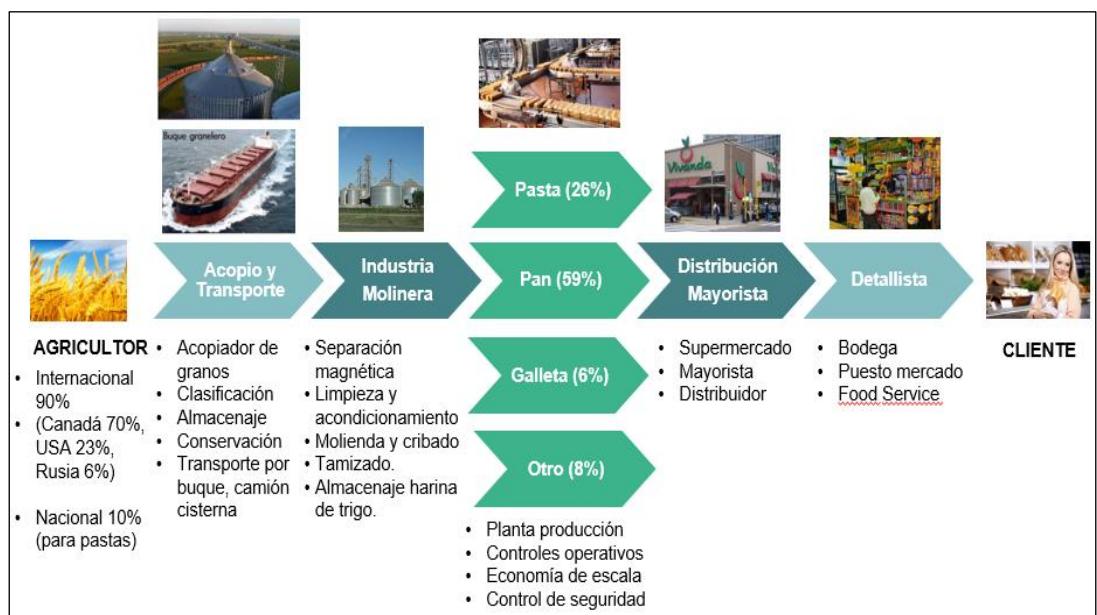 Buque granelero
Vivanda
Pasta (26%)
Acopio y
Transporte
Industria
Molinera
Pan (59%)
Distribución
Mayorista
Detallista
AGRICULTOR
• Internacional
90%
• (Canadá 70%,
USA 23%,
Rusia 6%)
• Nacional 10%
(para pastas)
• Acopiador de
granos
• Clasificación
• Almacenaje
• Conservación
• Transporte por
buque, camión
cisterna
• Separación
magnética
• Limpieza y
acondicionamiento
• Molienda y cribado
• Tamizado.
• Almacenaje harina
de trigo.
Galleta (6%)
Otro (8%)
• Planta producción
• Controles operativos
• Economía de escala
• Control de seguridad
• Supermercado
• Mayorista
• Distribuidor
• Bodega
• Puesto mercado
• Food Service
CLIENTE